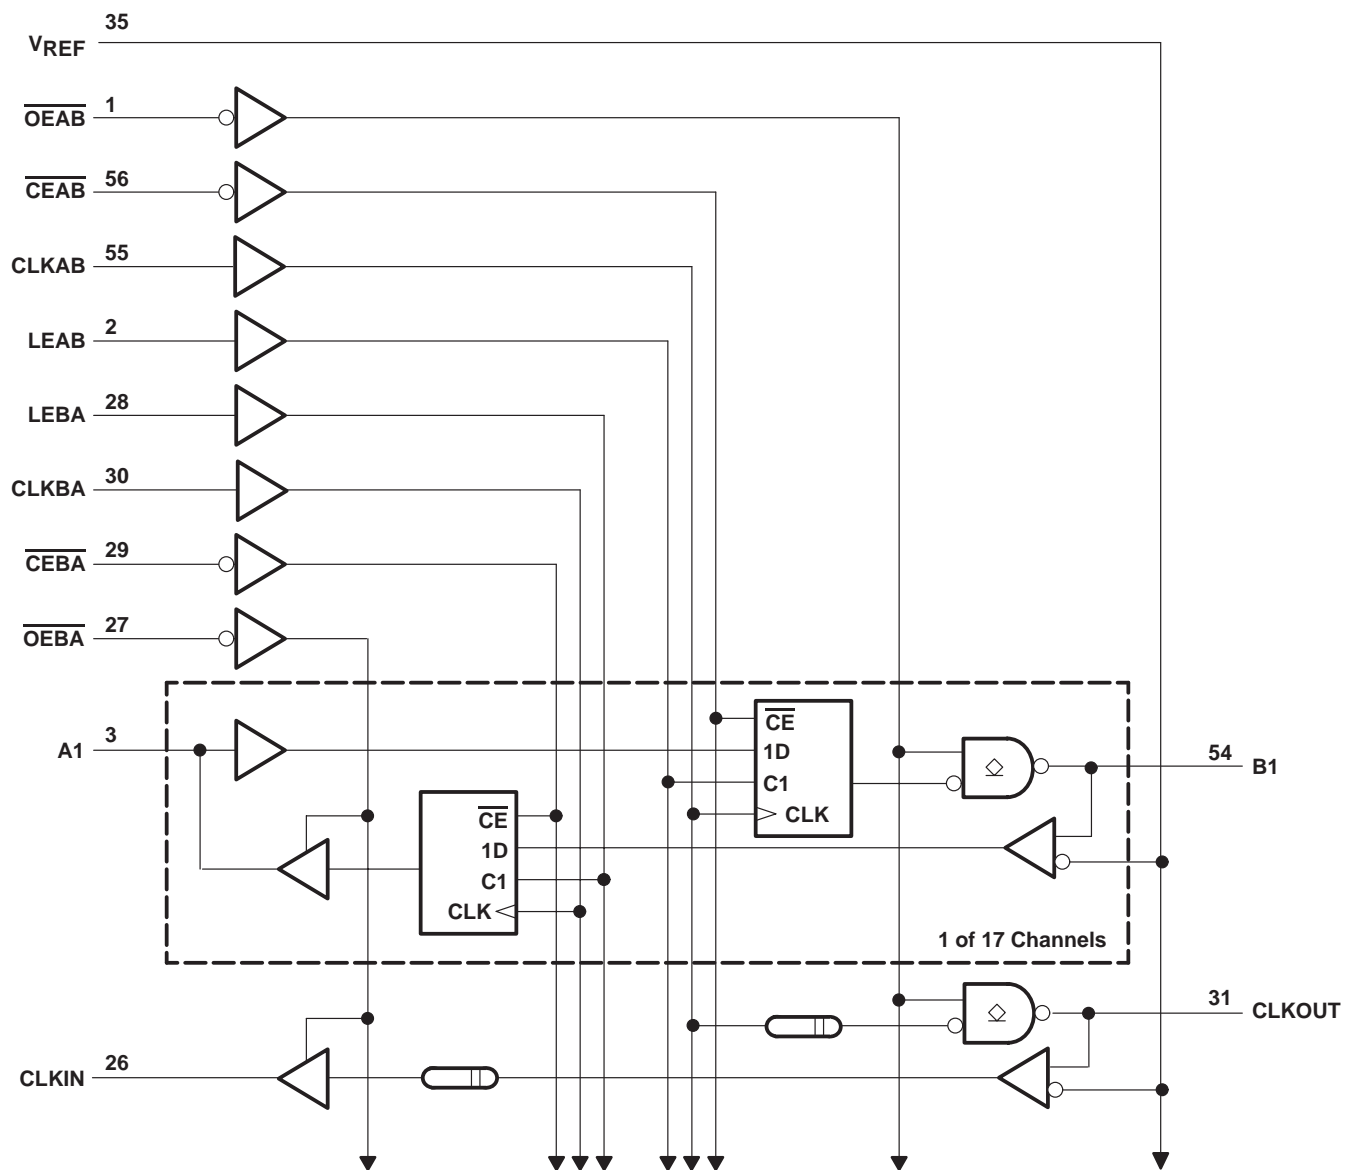 35
VREF
1
OEAB
56
CEAB
55
CLKAB
2
LEAB
28
LEBA
30
CLKBA
29
CEBA
27
OEBA
3
A1
CE
1D
C1
CLK
54
B1
CE
1D
C1
CLK
1 of 17 Channels
31
CLKOUT
26
CLKIN